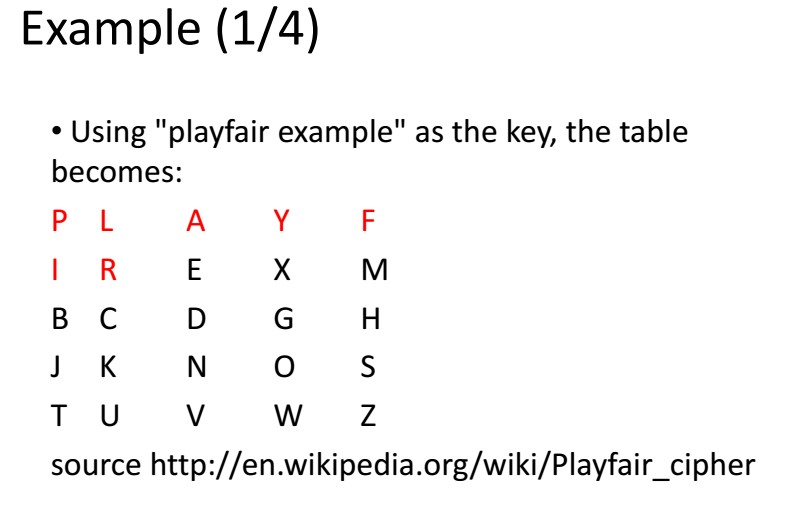 Example (1/4)
• Using "playfair example" as the key, the table
becomes:
P L A Y F
I R E X M
B C D G H
J K N O S
T U V W Z
source http://en.wikipedia.org/wiki/Playfair_cipher